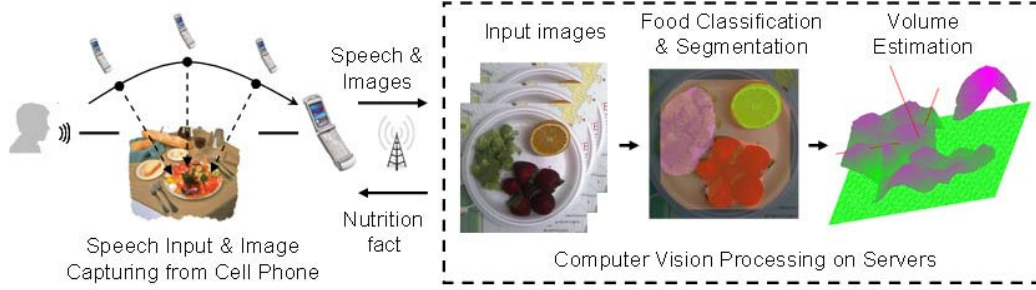 Speech &
Images
Nutrition
fact
Speech Input & Image
Capturing from Cell Phone
Input images
Food Classification
& Segmentation
Volume
Estimation
Computer Vision Processing on Servers